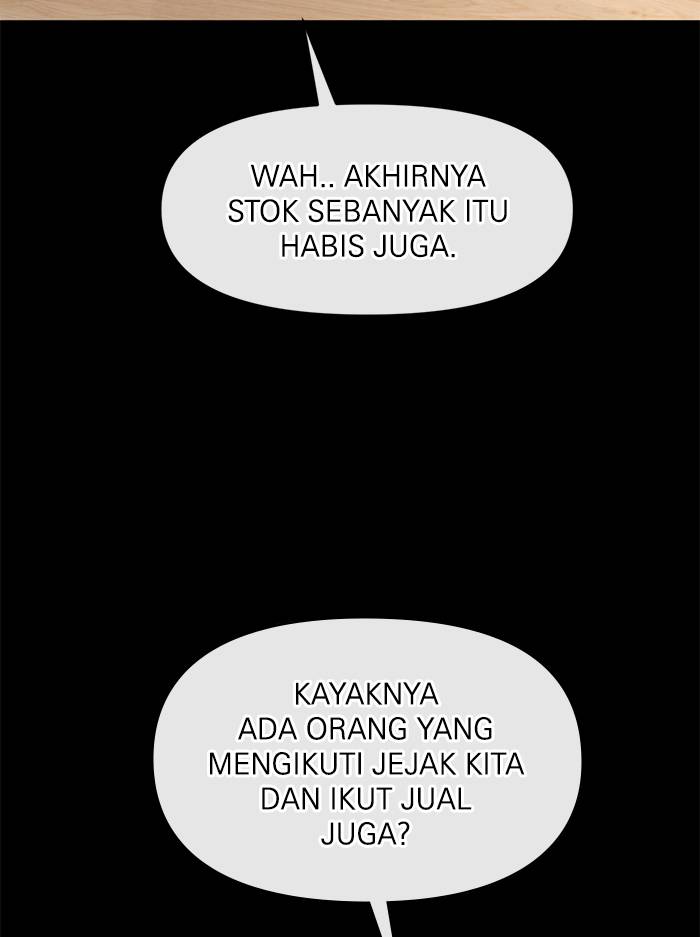 WAH.. AKHIRNYA
STOK SEBANYAK ITU
HABIS JUGA.
KAYAKNYA
ADA ORANG YANG
MENGIKUTI JEJAK KITA
DAN IKUT JUAL
JUGA?